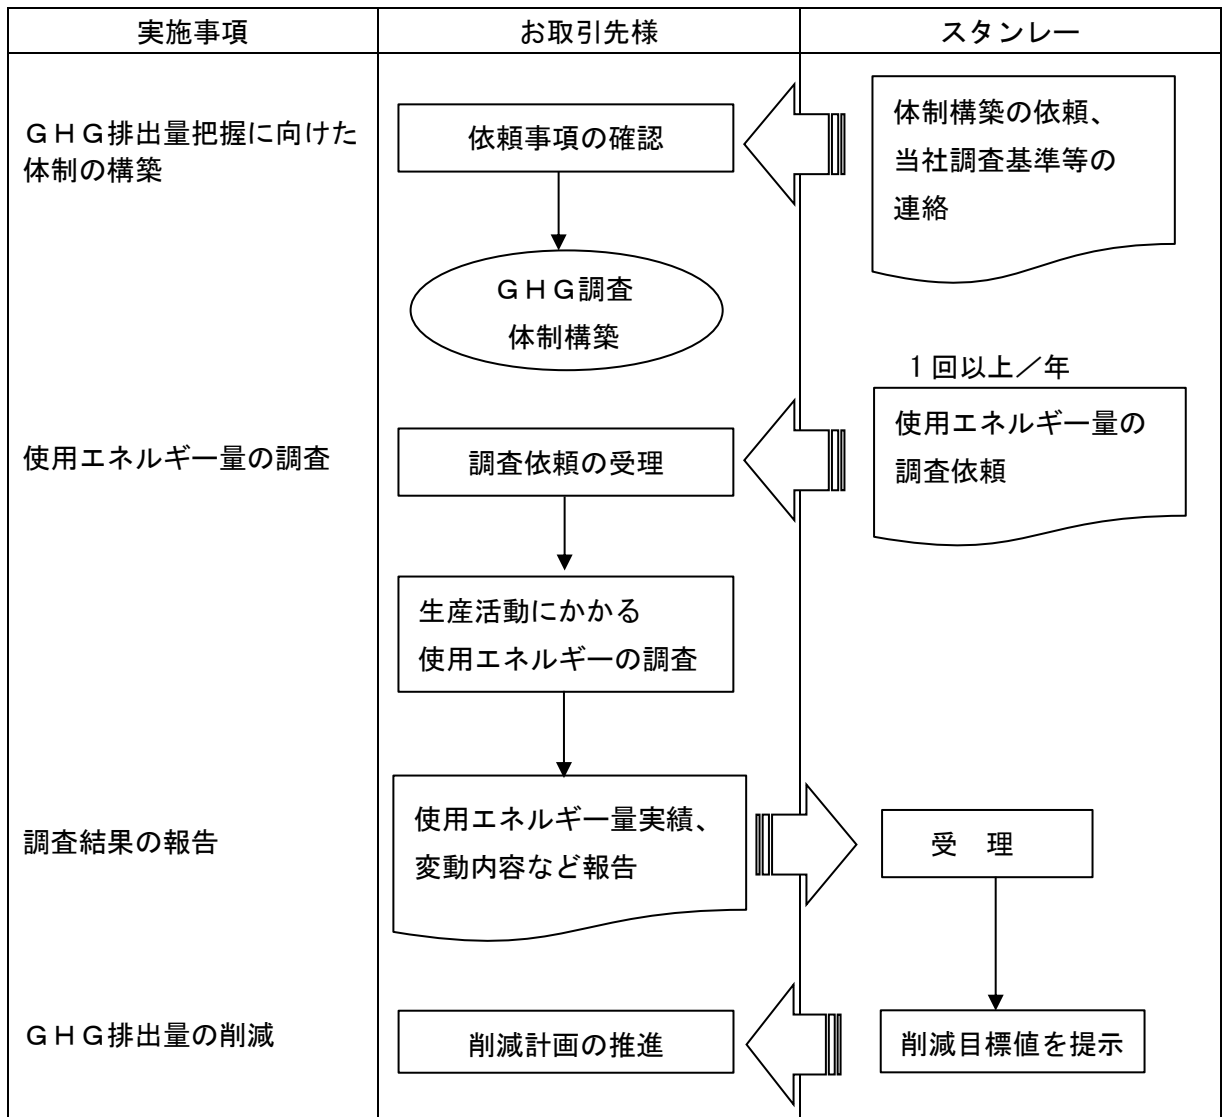 実施事項
お取引先様
スタンレー
ＧＨＧ排出量把握に向けた
体制の構築
依頼事項の確認
体制構築の依頼、
当社調査基準等の
連絡
ＧＨＧ調査
体制構築
１回以上／年
使用エネルギー量の調査
調査依頼の受理
使用エネルギー量の
調査依頼
生産活動にかかる
使用エネルギーの調査
調査結果の報告
使用エネルギー量実績、
変動内容など報告
受　理
ＧＨＧ排出量の削減
削減計画の推進
削減目標値を提示